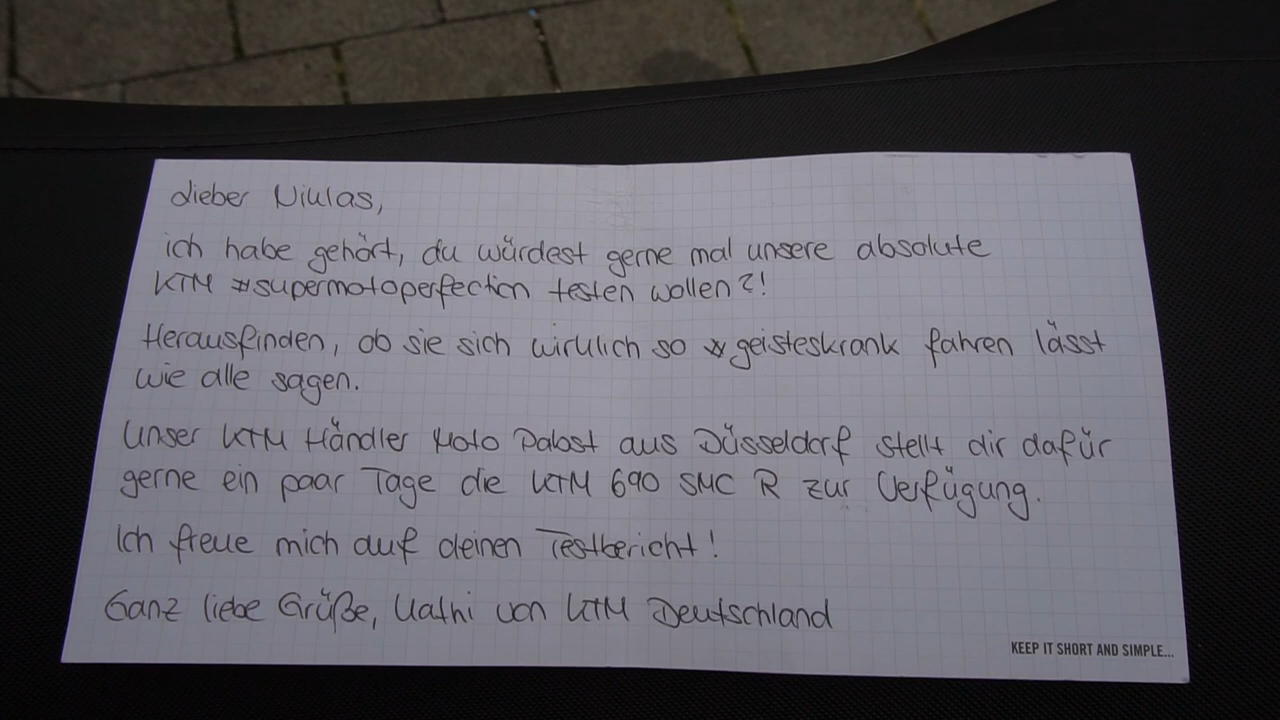 Lieber Niklas,
ich habe gehört, du würdest gerne mal unsere absolute
KTM #supermotoperfection testen wollen?!
Herausfinden, ob sie sich wirklich so #geisteskrank fahren lässt
wie alle sagen.
Unser KTM Händler Moto Pabst aus Düsseldorf stellt dir dafür
gerne ein paar Tage die KTM 690 SMC R zur Verfügung.
Ich freue mich auf deinen Testbericht!
Ganz liebe Grüße, Kathi von KTM Deutschland
KEEP IT SHORT AND SIMPLE...